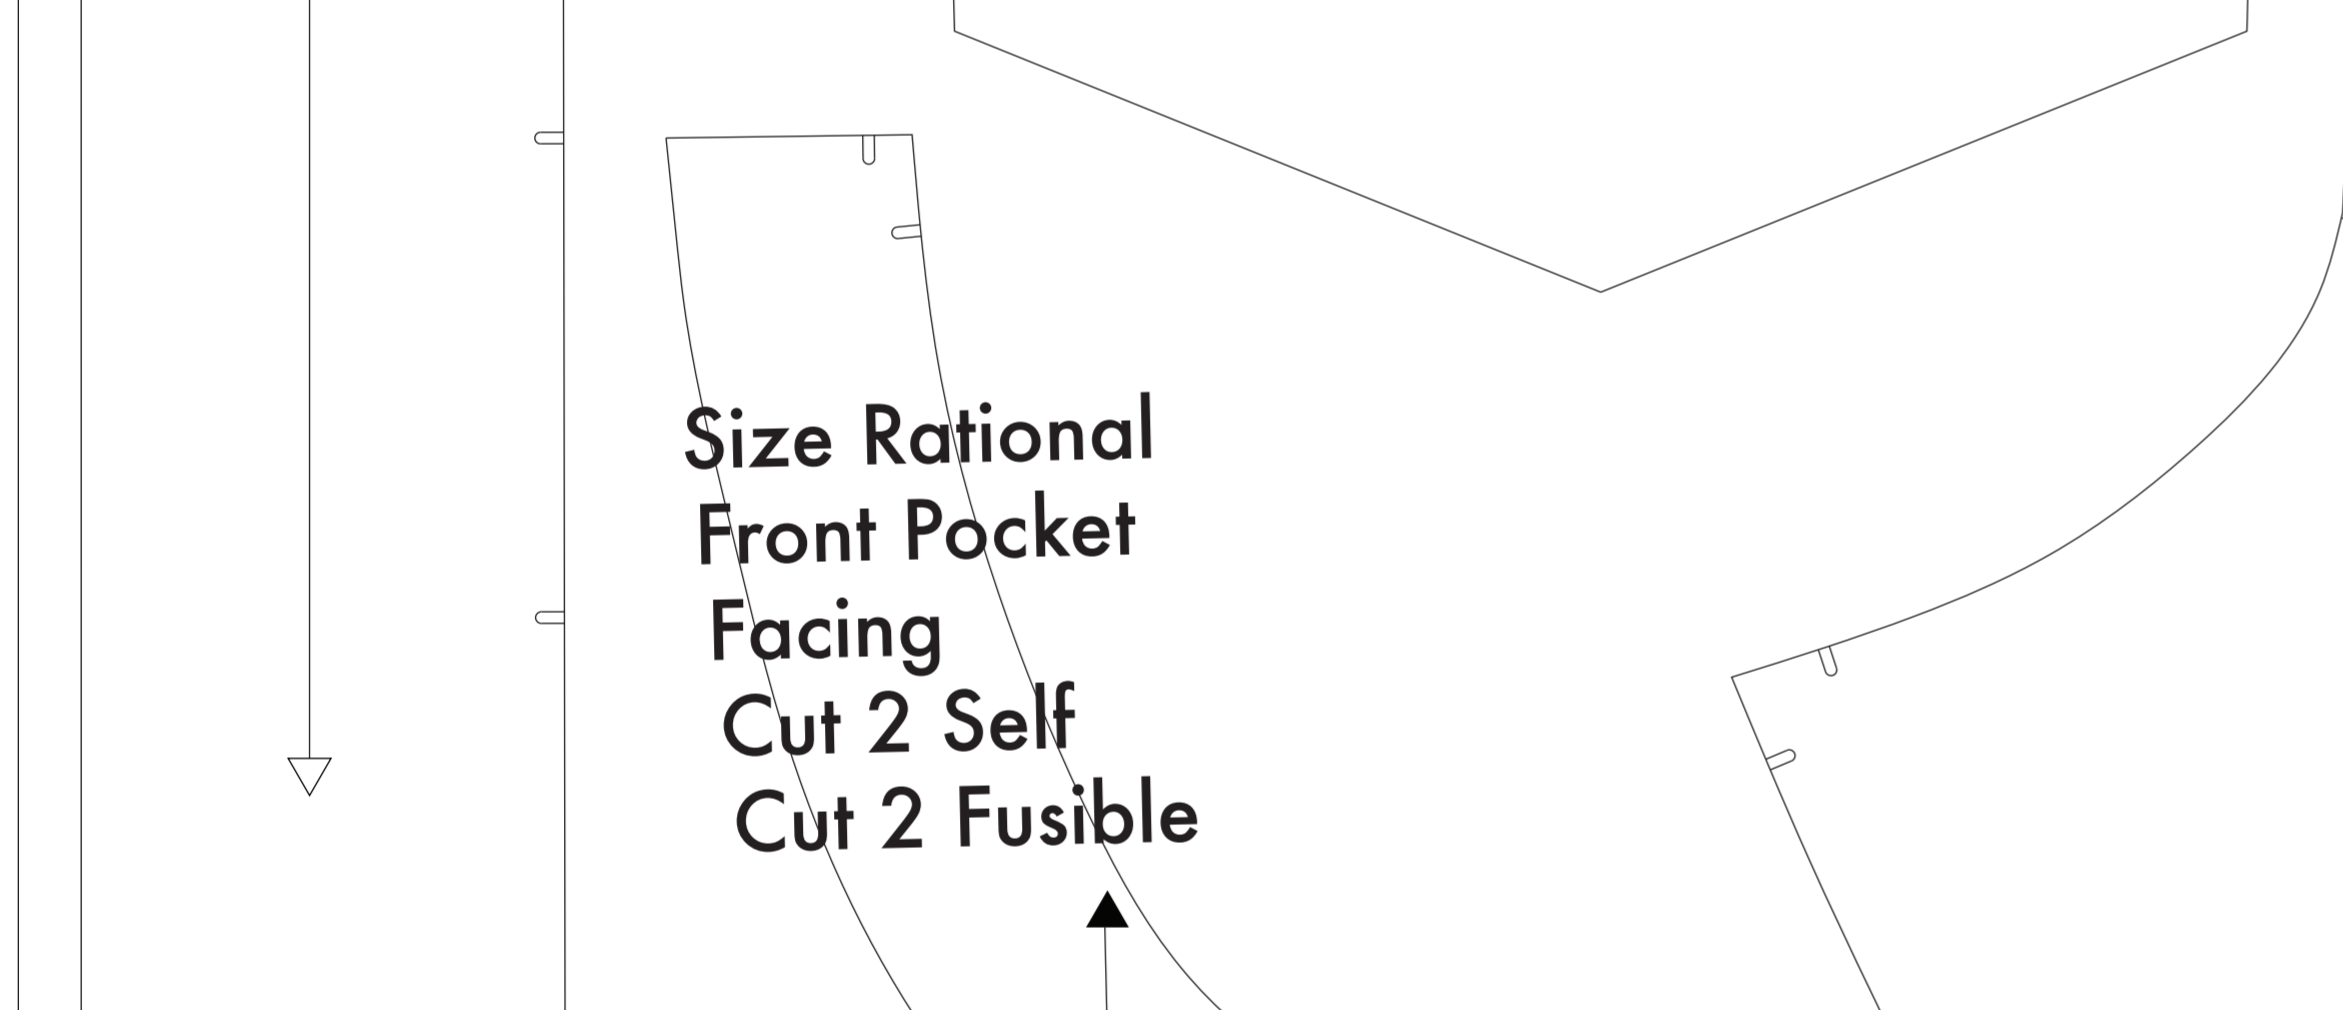 Size Rational
Front Pocket
Facing
Cut 2 Self
Cut 2 Fusible